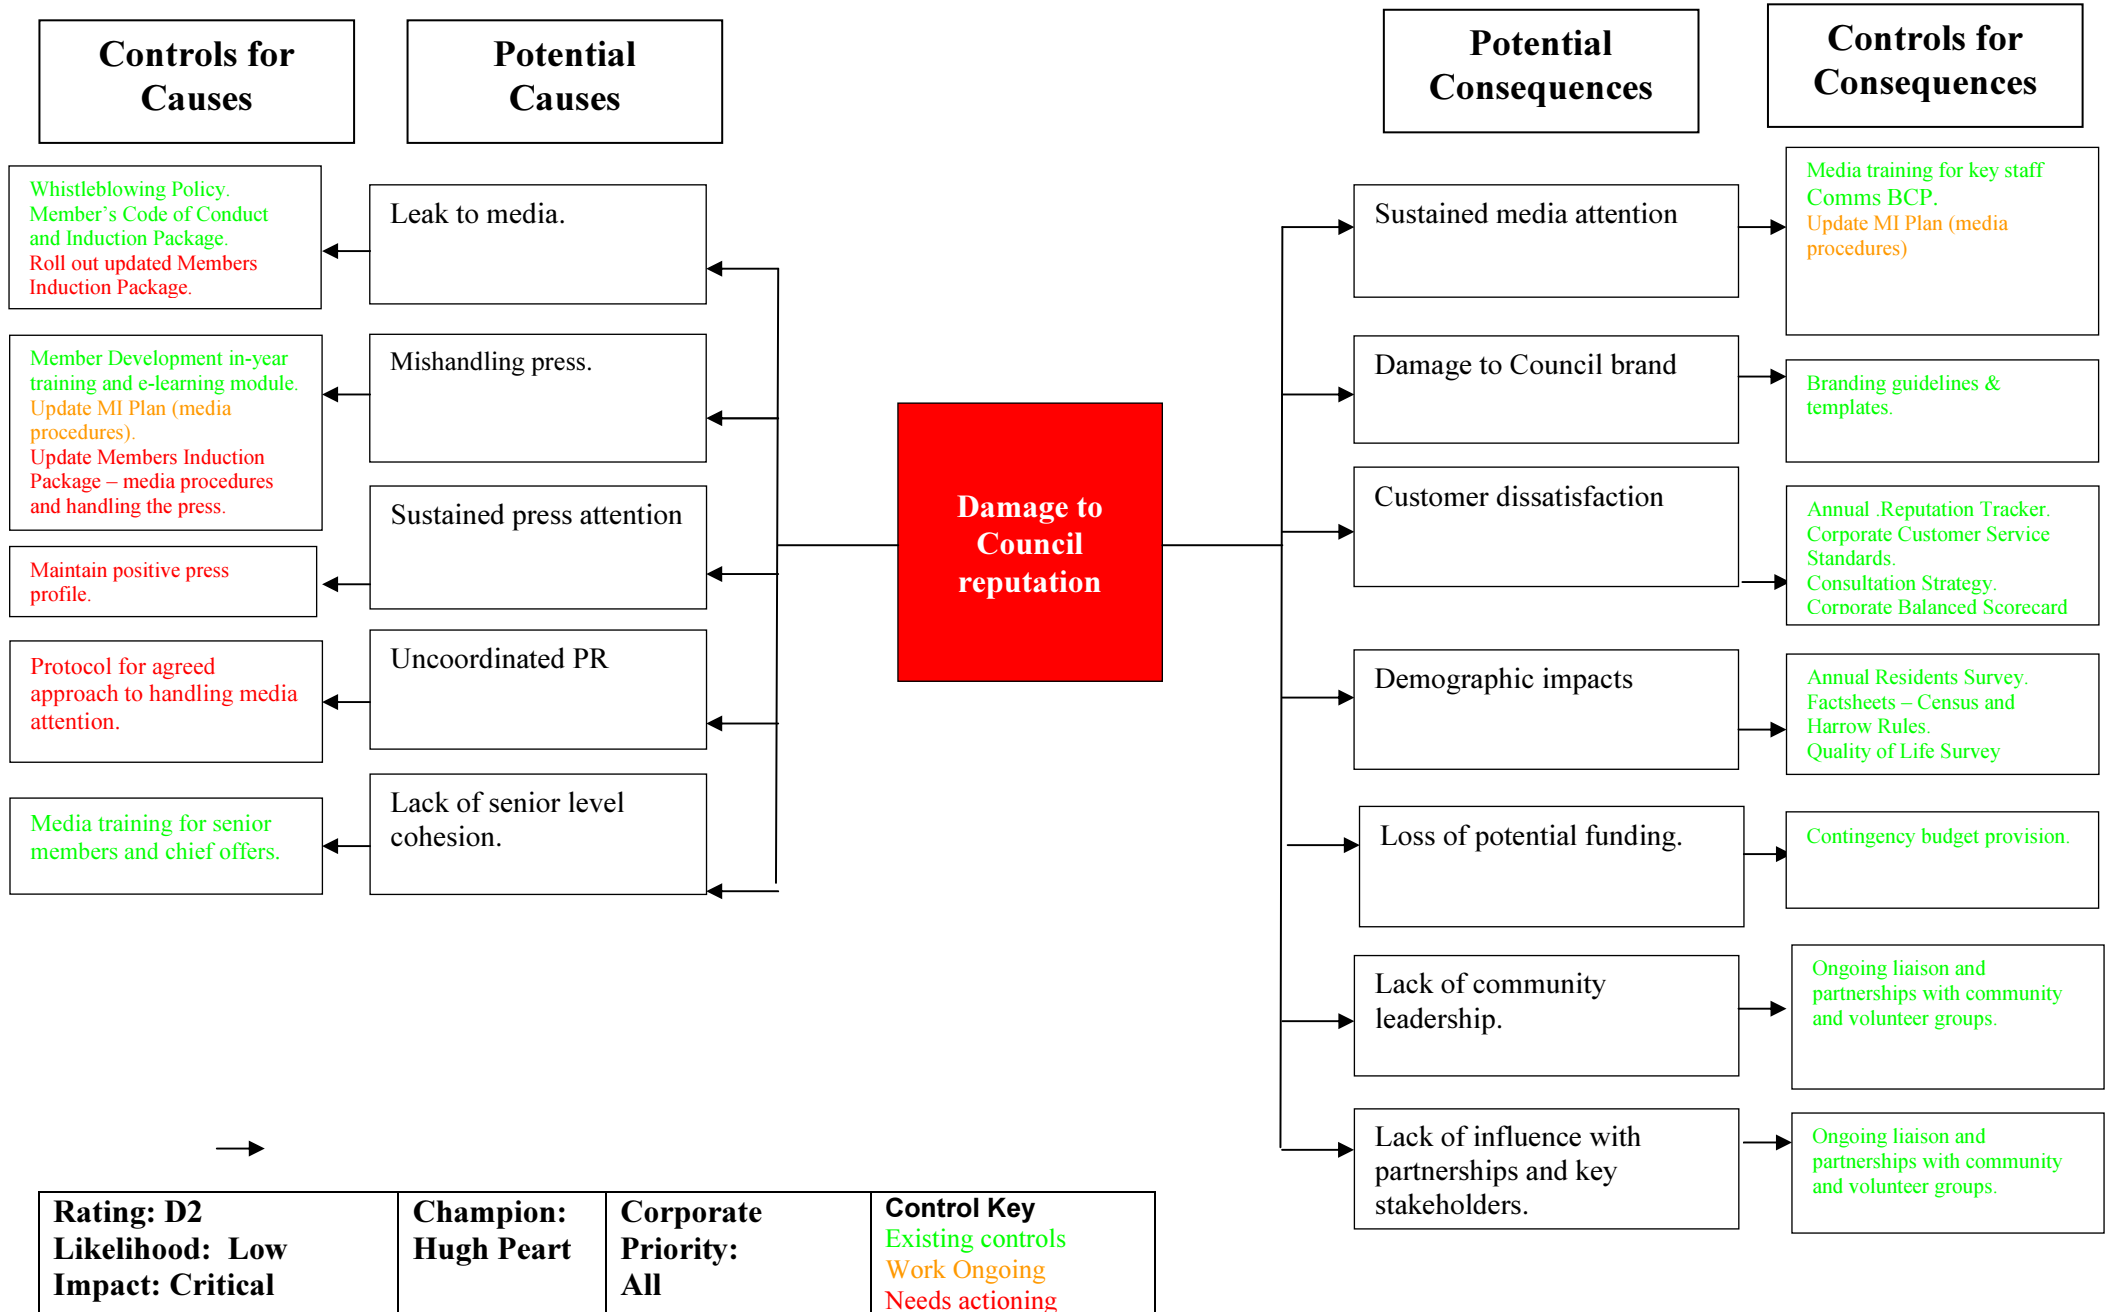 Controls for
Causes
Potential
Causes
Potential
Consequences
Controls for
Consequences
Whistleblowing Policy.
Member’s Code of Conduct
and Induction Package.
Roll out updated Members
Induction Package.
Leak to media.
Member Development in-year
training and e-learning module.
Update MI Plan (media
procedures).
Update Members Induction
Package – media procedures
and handling the press.
Mishandling press.
Maintain positive press
profile.
Sustained press attention
Protocol for agreed
approach to handling media
attention.
Uncoordinated PR
Media training for senior
members and chief offers.
Lack of senior level
cohesion.
Damage to
Council
reputation
Sustained media attention
Media training for key staff
Comms BCP.
Update MI Plan (media
procedures)
Damage to Council brand
Branding guidelines &
templates.
Customer dissatisfaction
Annual .Reputation Tracker.
Corporate Customer Service
Standards.
Consultation Strategy.
Corporate Balanced Scorecard
Demographic impacts
Annual Residents Survey.
Factsheets – Census and
Harrow Rules.
Quality of Life Survey
Loss of potential funding.
Contingency budget provision.
Lack of community
leadership.
Ongoing liaison and
partnerships with community
and volunteer groups.
Lack of influence with
partnerships and key
stakeholders.
Ongoing liaison and
partnerships with community
and volunteer groups.
Rating: D2
Likelihood: Low
Impact: Critical
Champion:
Hugh Peart
Corporate
Priority:
All
Control Key
Existing controls
Work Ongoing
Needs actioning